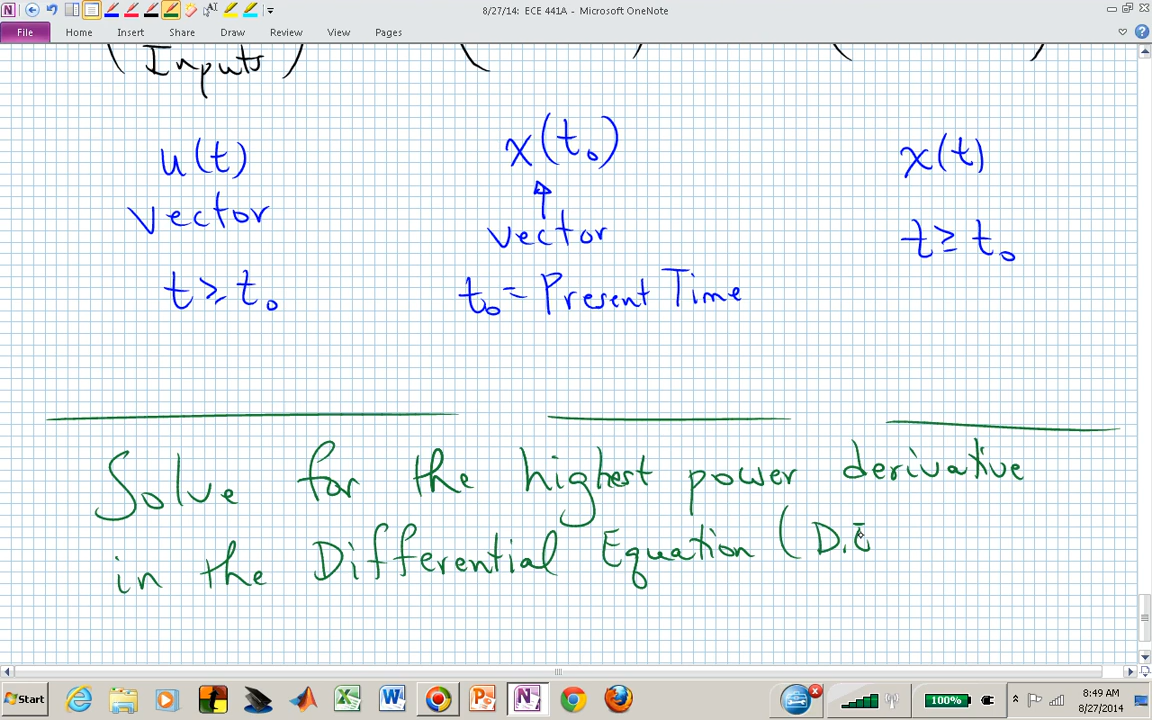 8/27/14: ECE 441A - Microsoft OneNote
File Home Insert Share Draw Review View Pages
(Inputs) ( ) ( )
u(t) x(t₀) x(t)
vector vector t ≥ t₀
t ≥ t₀ t₀ = Present Time
Solve for the highest power derivative
in the Differential Equation (D.E
Start 100% 8:49 AM
8/27/2014